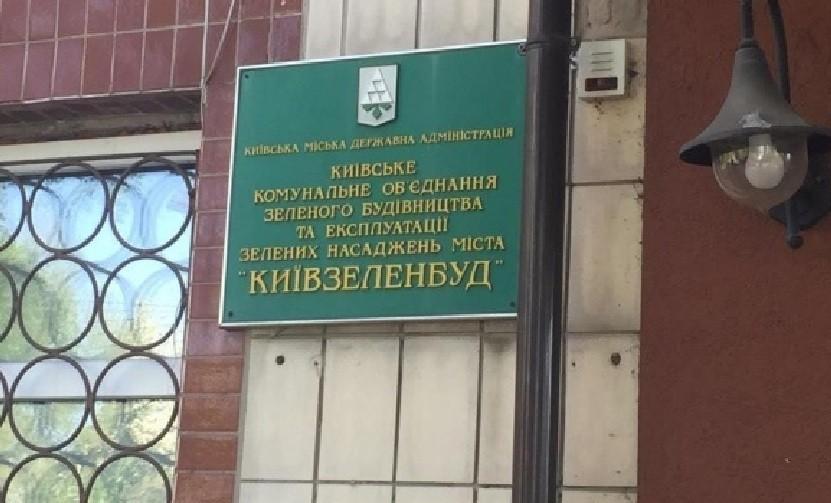 КИЇВСЬКА МІСЬКА ДЕРЖАВНА АДМІНІСТРАЦІЯ
КИЇВСЬКЕ
КОМУНАЛЬНЕ ОБ'ЄДНАННЯ
ЗЕЛЕНОГО БУДІВНИЦТВА
ТА ЕКСПЛУАТАЦІЇ
ЗЕЛЕНИХ НАСАДЖЕНЬ МІСТА
"КИЇВЗЕЛЕНБУД"